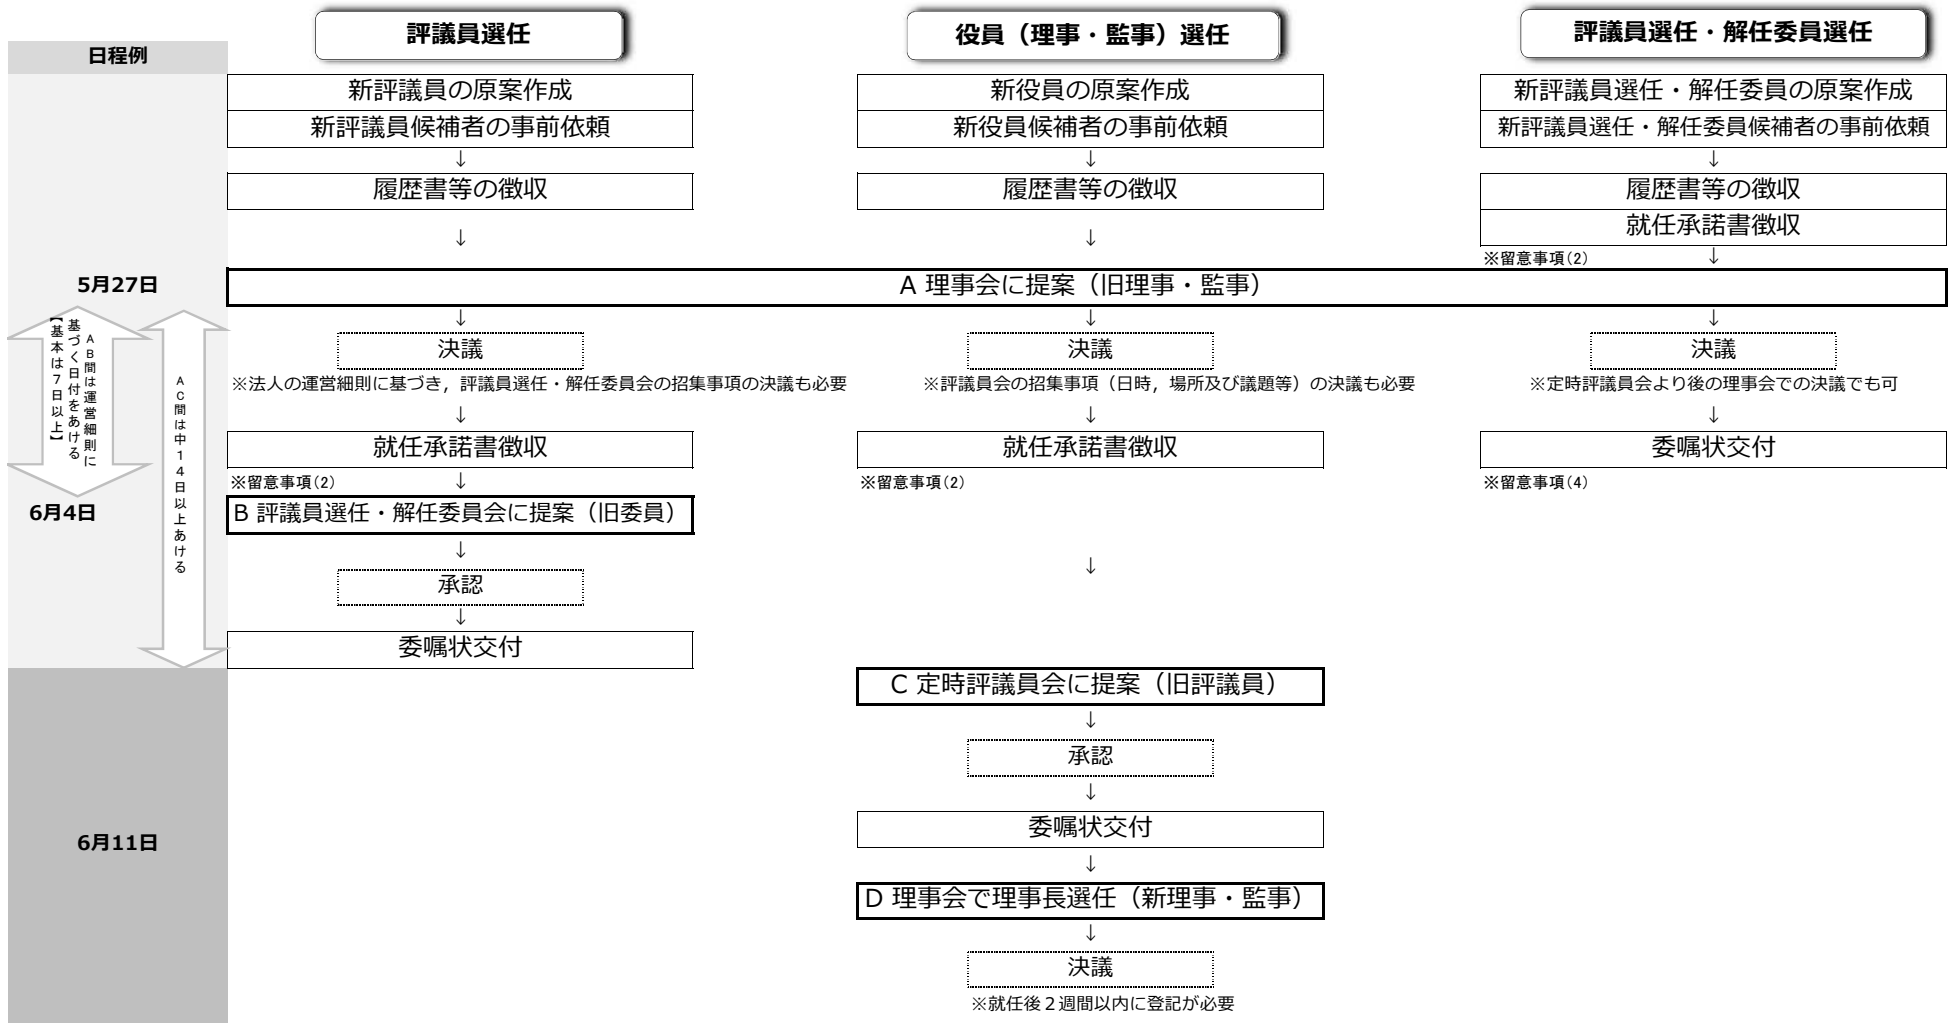 評議員選任
役員（理事・監事）選任
評議員選任・解任委員選任
日程例
新評議員の原案作成
新役員の原案作成
新評議員選任・解任委員の原案作成
新評議員候補者の事前依頼
新役員候補者の事前依頼
新評議員選任・解任委員候補者の事前依頼
↓
↓
↓
履歴書等の徴収
履歴書等の徴収
履歴書等の徴収
就任承諾書徴収
↓
↓
※留意事項(2)
↓
5月27日
A 理事会に提案（旧理事・監事）
↓
↓
↓
決議
決議
決議
ＡＢ間は運営細則に
基づく日付をあける
【基本は７日以上】
ＡＣ間は中１４日以上あける
※法人の運営細則に基づき，評議員選任・解任委員会の招集事項の決議も必要
※評議員会の招集事項（日時，場所及び議題等）の決議も必要
※定時評議員会より後の理事会での決議でも可
↓
↓
↓
就任承諾書徴収
就任承諾書徴収
委嘱状交付
※留意事項(2)
↓
※留意事項(2)
※留意事項(4)
6月4日
B 評議員選任・解任委員会に提案（旧委員）
↓
↓
承認
↓
委嘱状交付
C 定時評議員会に提案（旧評議員）
↓
承認
↓
委嘱状交付
6月11日
↓
D 理事会で理事長選任（新理事・監事）
↓
決議
※就任後２週間以内に登記が必要